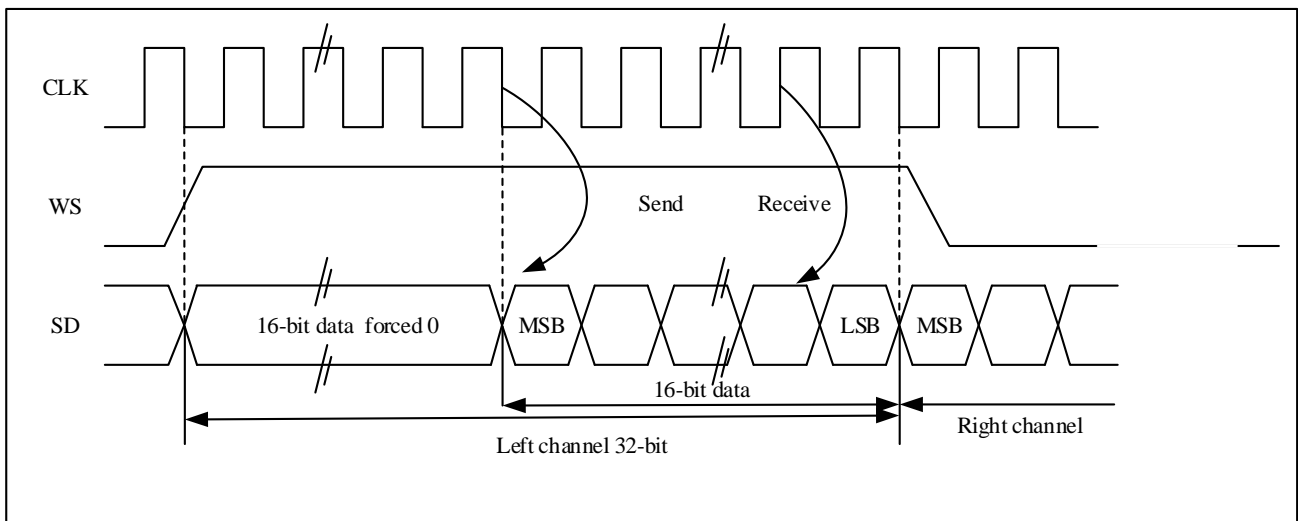 CLK
WS
Send
Receive
SD
16-bit data forced 0
MSB
LSB
MSB
16-bit data
Left channel 32-bit
Right channel